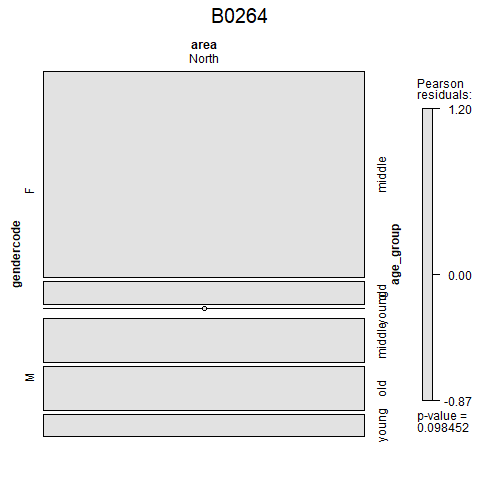 B0264
area
North
Pearson
residuals:
1.20
F
middle
gendercode
age_group
0.00
young
middle
M
old
-0.87
young
p-value =
0.098452